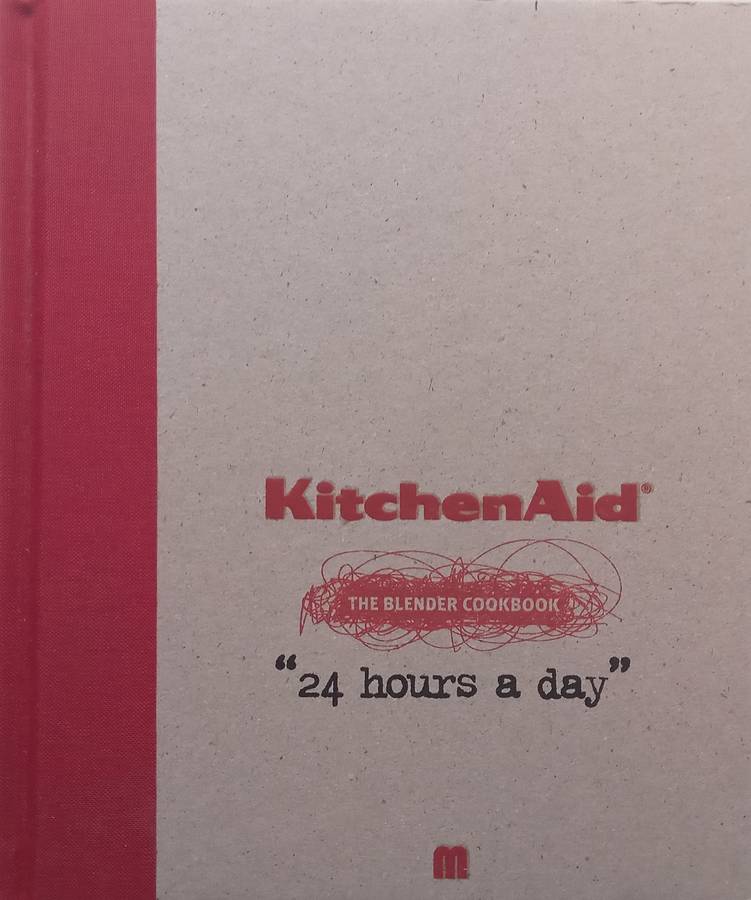 KitchenAid®
THE BLENDER COOKBOOK
“24 hours a day”
m